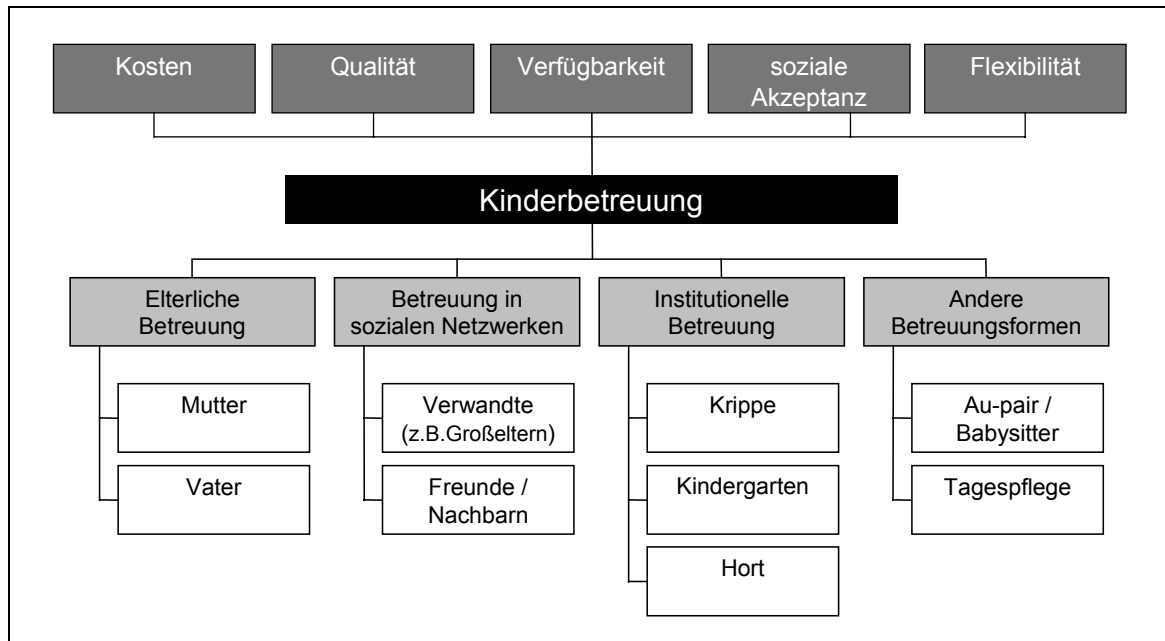 Kosten
Qualität
Verfügbarkeit
soziale
Akzeptanz
Flexibilität
Kinderbetreuung
Elterliche
Betreuung
Betreuung in
sozialen Netzwerken
Institutionelle
Betreuung
Andere
Betreuungsformen
Mutter
Vater
Verwandte
(z.B.Großeltern)
Freunde /
Nachbarn
Krippe
Kindergarten
Hort
Au-pair /
Babysitter
Tagespflege